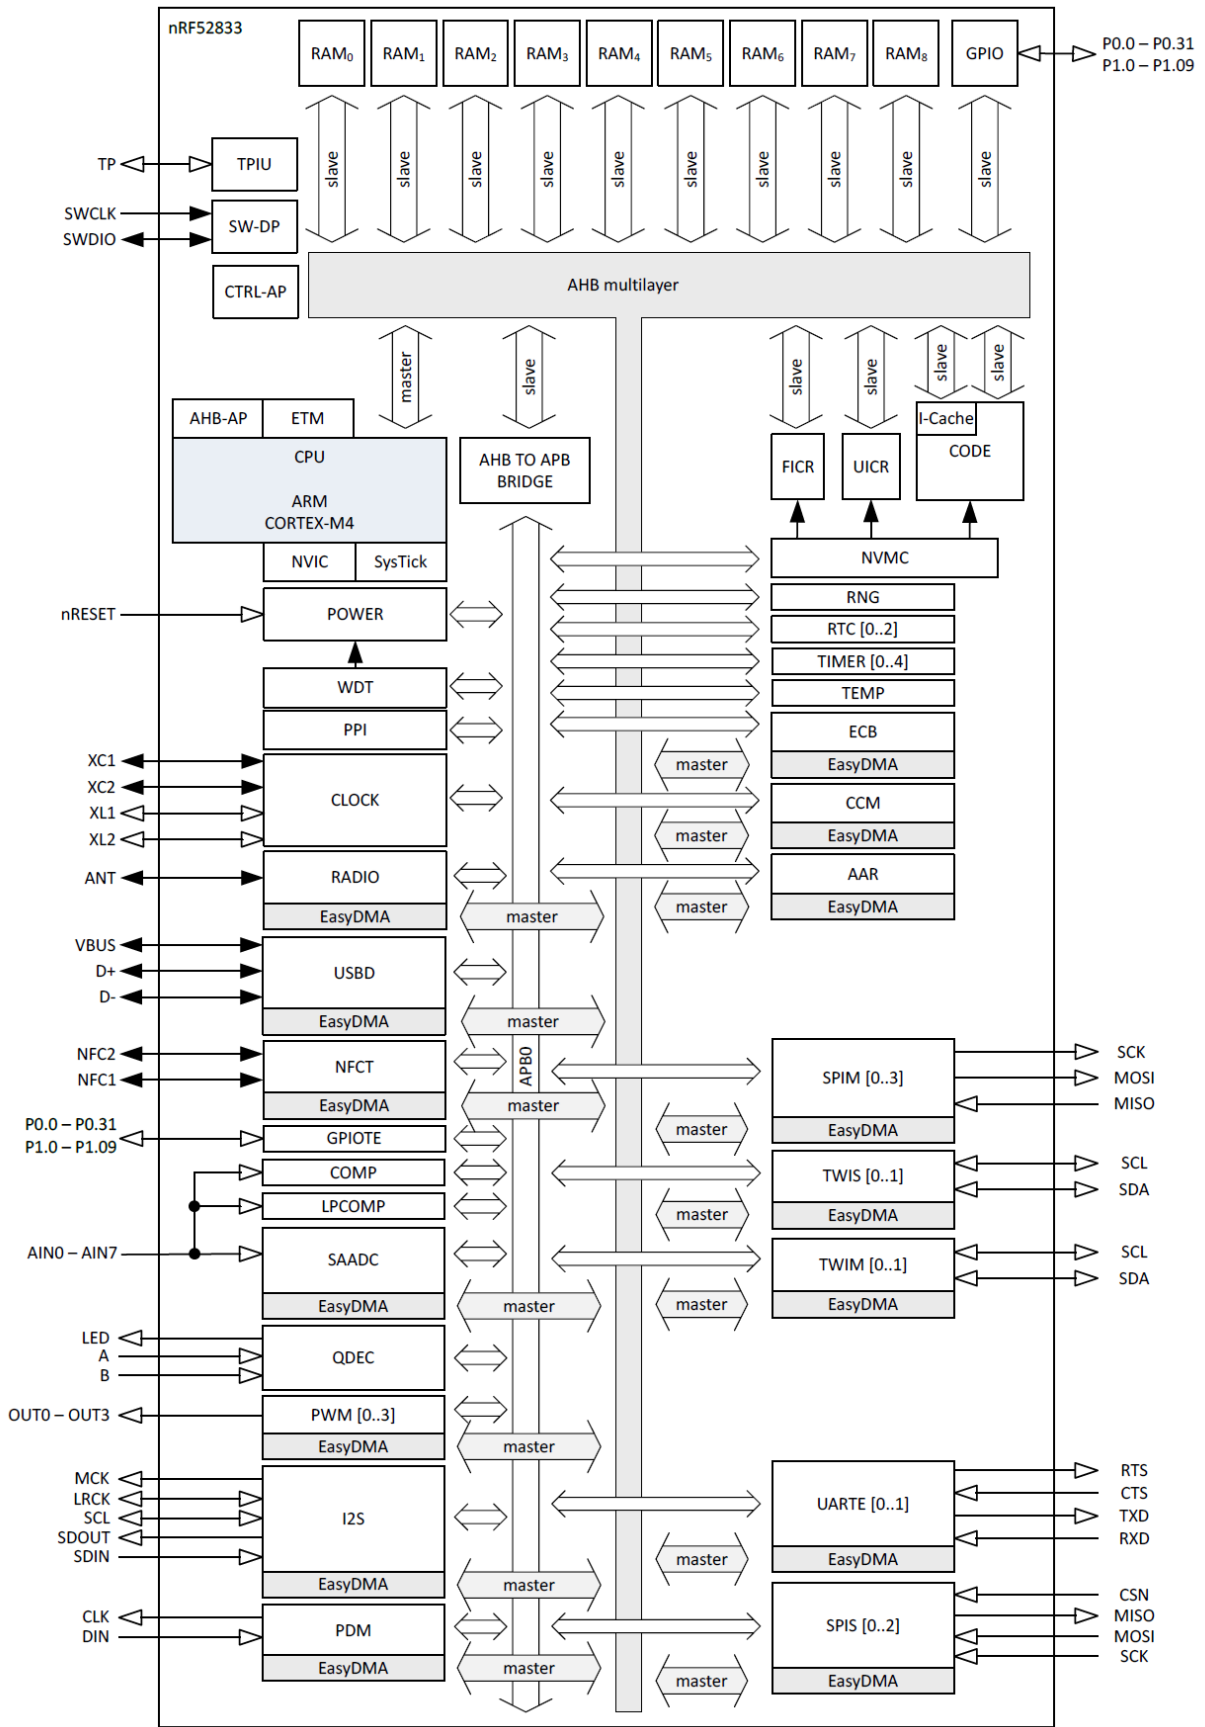 nRF52833
RAM0 RAM1 RAM2 RAM3 RAM4 RAM5 RAM6 RAM7 RAM8 GPIO
P0.0 – P0.31
P1.0 – P1.09
slave slave slave slave slave slave slave slave slave slave
TP TPIU
SWCLK
SW-DP
SWDIO
CTRL-AP
AHB multilayer
master slave slave slave slave slave
AHB-AP ETM
I-Cache
CPU
AHB TO APB
BRIDGE
FICR UICR CODE
ARM
CORTEX-M4
NVIC SysTick
NVMC
nRESET POWER
RNG
RTC [0..2]
TIMER [0..4]
WDT
TEMP
PPI
ECB
EasyDMA
master
XC1
XC2
XL1
XL2
CLOCK
CCM
EasyDMA
master
ANT RADIO
EasyDMA
master
AAR
EasyDMA
master
VBUS
D+
D-
USBD
EasyDMA
master
APB0
NFC2
NFC1
NFCT
EasyDMA
master
SPIM [0..3]
EasyDMA
master
SCK
MOSI
MISO
P0.0 – P0.31
P1.0 – P1.09
GPIOTE
COMP
LPCOMP
TWIS [0..1]
EasyDMA
master
SCL
SDA
AIN0 – AIN7
SAADC
EasyDMA
master
TWIM [0..1]
EasyDMA
master
SCL
SDA
LED
A
B
QDEC
OUT0 – OUT3
PWM [0..3]
EasyDMA
master
MCK
LRCK
SCL
SDOUT
SDIN
I2S
EasyDMA
master
UARTE [0..1]
EasyDMA
master
RTS
CTS
TXD
RXD
CLK
DIN
PDM
EasyDMA
master
SPIS [0..2]
EasyDMA
master
CSN
MISO
MOSI
SCK